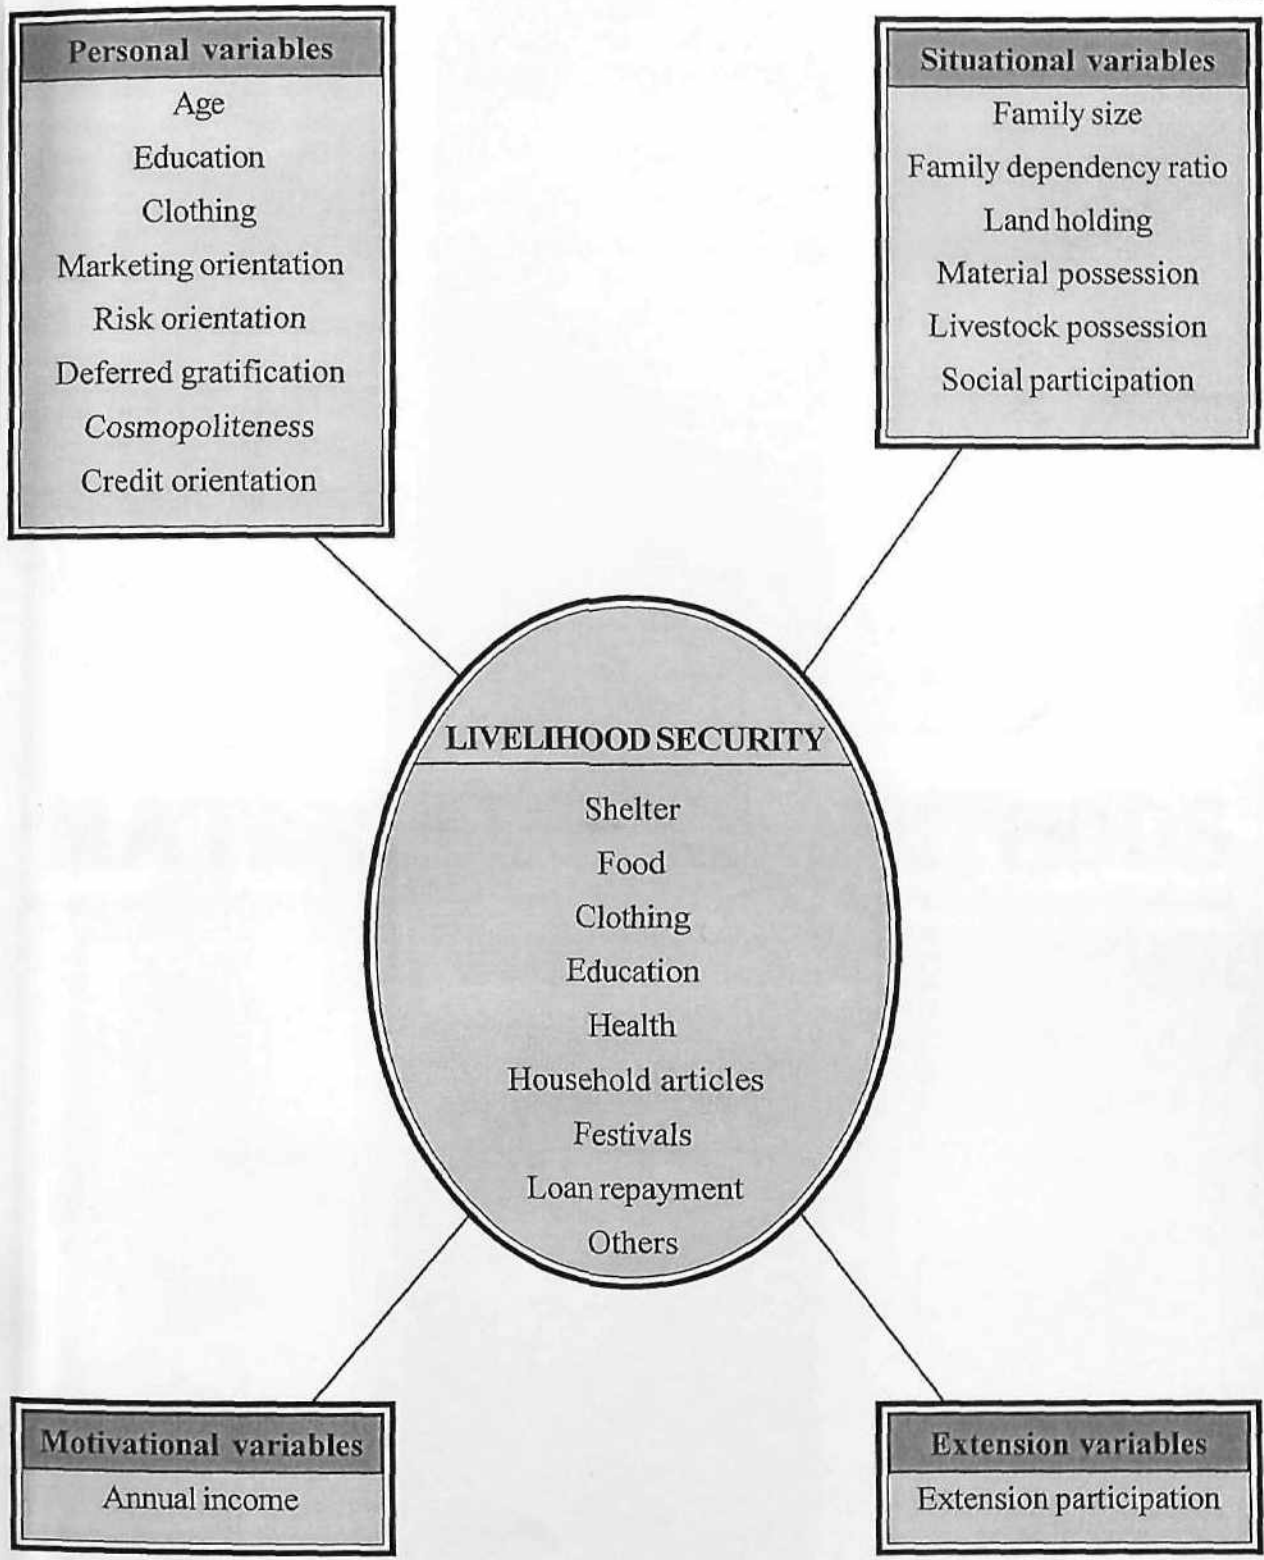 Personal variables
Age
Education
Clothing
Marketing orientation
Risk orientation
Deferred gratification
Cosmopoliteness
Credit orientation
Situational variables
Family size
Family dependency ratio
Land holding
Material possession
Livestock possession
Social participation
LIVELIHOOD SECURITY
Shelter
Food
Clothing
Education
Health
Household articles
Festivals
Loan repayment
Others
Motivational variables
Annual income
Extension variables
Extension participation